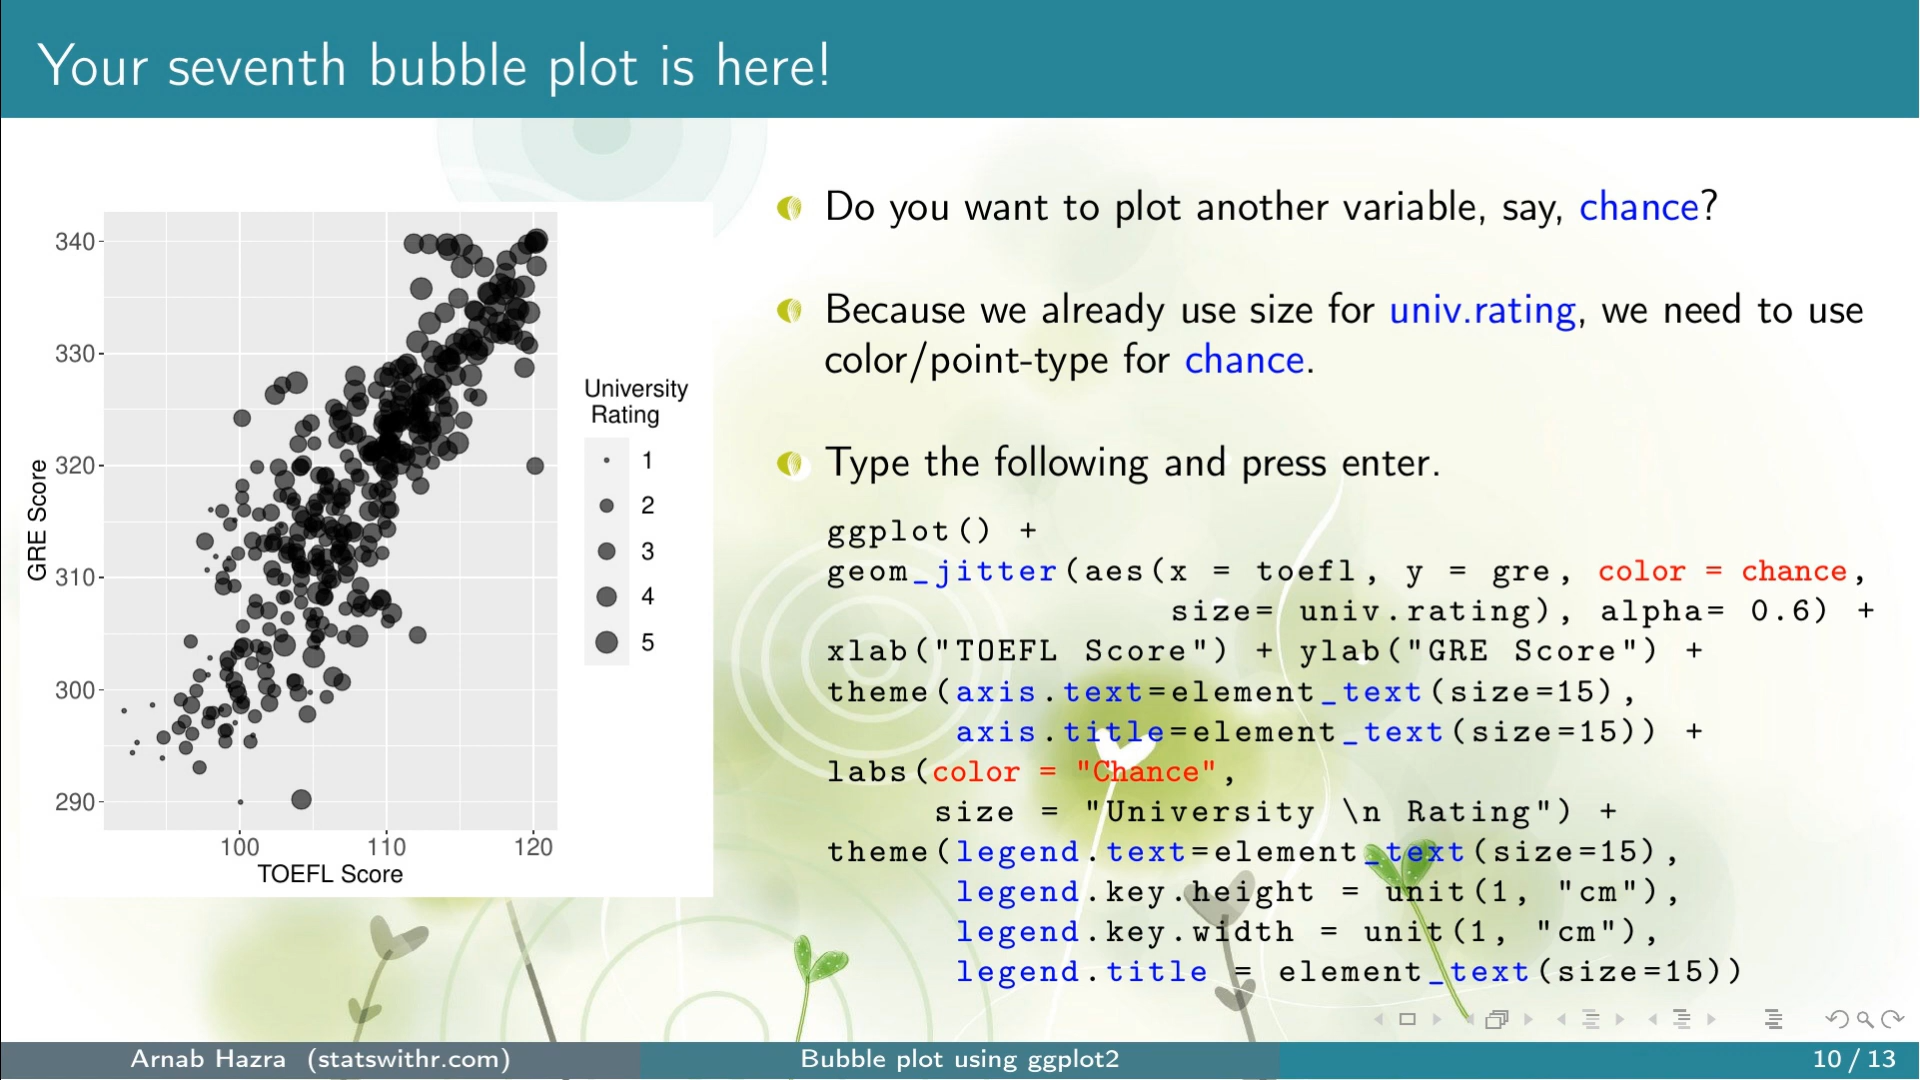 Your seventh bubble plot is here!
340
330
320
310
300
290
GRE Score
100 110 120
TOEFL Score
University
Rating
1
2
3
4
5
Do you want to plot another variable, say, chance?
Because we already use size for univ.rating, we need to use
color/point-type for chance.
Type the following and press enter.
ggplot() +
geom_jitter(aes(x = toefl, y = gre, color = chance,
size= univ.rating), alpha= 0.6) +
xlab("TOEFL Score") + ylab("GRE Score") +
theme(axis.text=element_text(size=15),
axis.title=element_text(size=15)) +
labs(color = "Chance",
size = "University \n Rating") +
theme(legend.text=element_text(size=15),
legend.key.height = unit(1, "cm"),
legend.key.width = unit(1, "cm"),
legend.title = element_text(size=15))
Arnab Hazra (statswithr.com)
Bubble plot using ggplot2
10 / 13